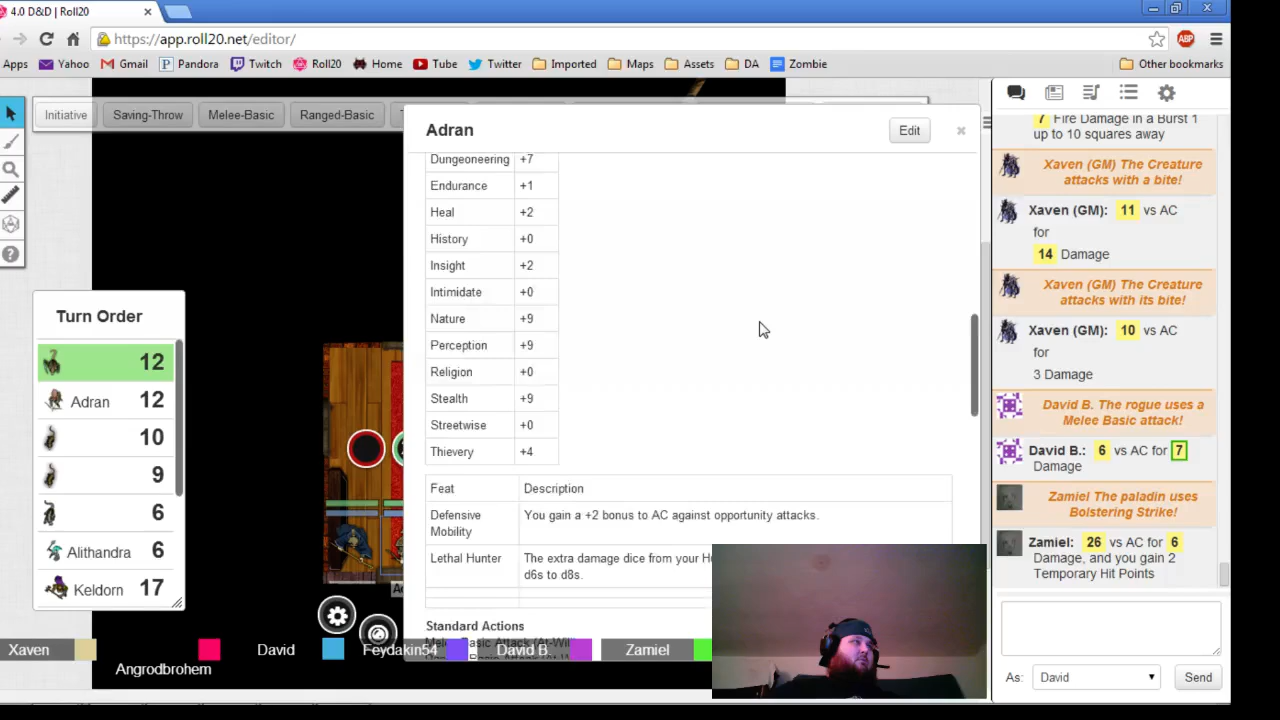 4.0 D&D | Roll20
https://app.roll20.net/editor/
ABP
Apps Yahoo Gmail Pandora Twitch Roll20 Home Tube Twitter Imported Maps Assets DA Zombie Other bookmarks
Initiative Saving-Throw Melee-Basic Ranged-Basic
Adran
Edit
Dungeoneering +7
Endurance +1
Heal +2
History +0
Insight +2
Intimidate +0
Nature +9
Perception +9
Religion +0
Stealth +9
Streetwise +0
Thievery +4
Feat Description
Defensive Mobility You gain a +2 bonus to AC against opportunity attacks.
Lethal Hunter The extra damage dice from your
d6s to d8s.
Standard Actions
Turn Order
12
Adran 12
10
9
6
Alithandra 6
Keldorn 17
Xaven
Angrodbrohem
David
Feydakin54
David B.
Zamiel
7 Fire Damage in a Burst 1
up to 10 squares away
Xaven (GM) The Creature
attacks with a bite!
Xaven (GM): 11 vs AC
for
14 Damage
Xaven (GM) The Creature
attacks with its bite!
Xaven (GM): 10 vs AC
for
3 Damage
David B. The rogue uses a
Melee Basic attack!
David B.: 6 vs AC for 7
Damage
Zamiel The paladin uses
Bolstering Strike!
Zamiel: 26 vs AC for 6
Damage, and you gain 2
Temporary Hit Points
As: David Send